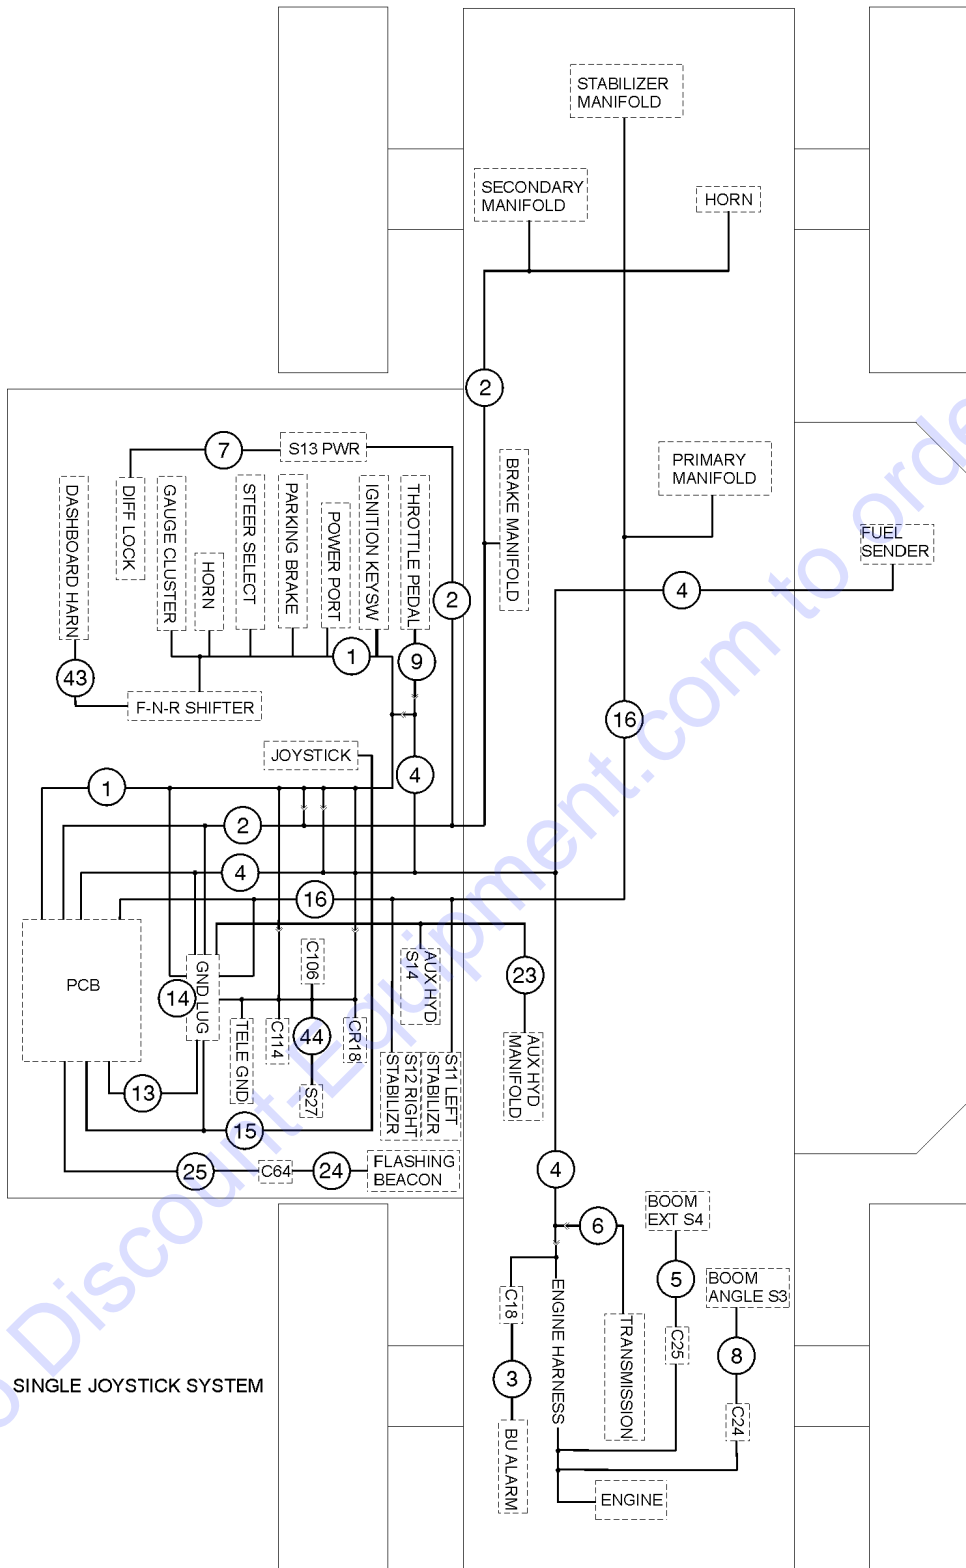 STABILIZER
MANIFOLD
SECONDARY
MANIFOLD
HORN
2
7
S13 PWR
PRIMARY
MANIFOLD
DASHBOARD HARN
DIFF LOCK
GAUGE CLUSTER
HORN
STEER SELECT
PARKING BRAKE
POWER PORT
IGNITION KEYSW
THROTTLE PEDAL
BRAKE MANIFOLD
FUEL
SENDER
2
4
1
9
43
F-N-R SHIFTER
16
JOYSTICK
4
1
2
4
16
PCB
14
GND LUG
C106
S14
AUX HYD
23
TELE GND
C114
44
CR18
S27
S12 RIGHT
STABILIZR
S11 LEFT
STABILIZR
AUX HYD
MANIFOLD
13
15
25
C64
24
FLASHING
BEACON
4
6
BOOM
EXT S4
5
BOOM
ANGLE S3
C18
ENGINE HARNESS
TRANSMISSION
C25
8
3
C24
BU ALARM
ENGINE
SINGLE JOYSTICK SYSTEM
Discount-Equipment.com to orde